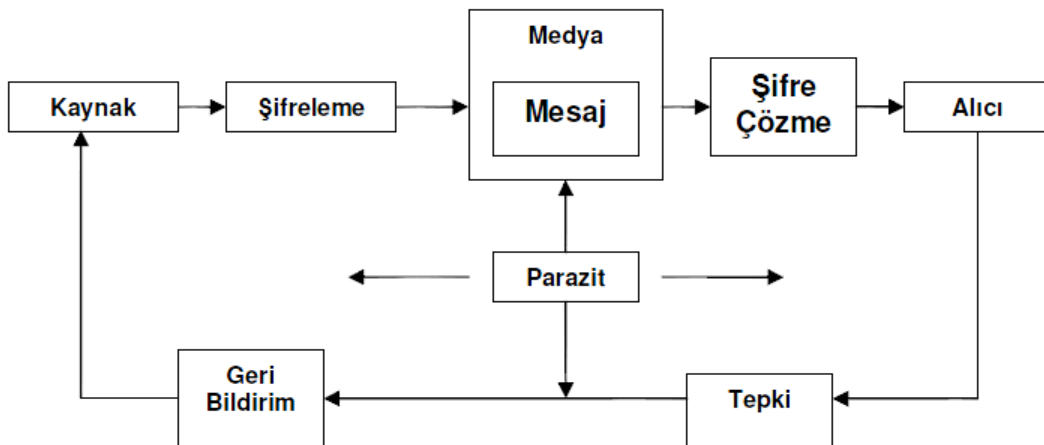 Medya
Kaynak
Şifreleme
Mesaj
Şifre
Çözme
Alıcı
Parazit
Geri
Bildirim
Tepki